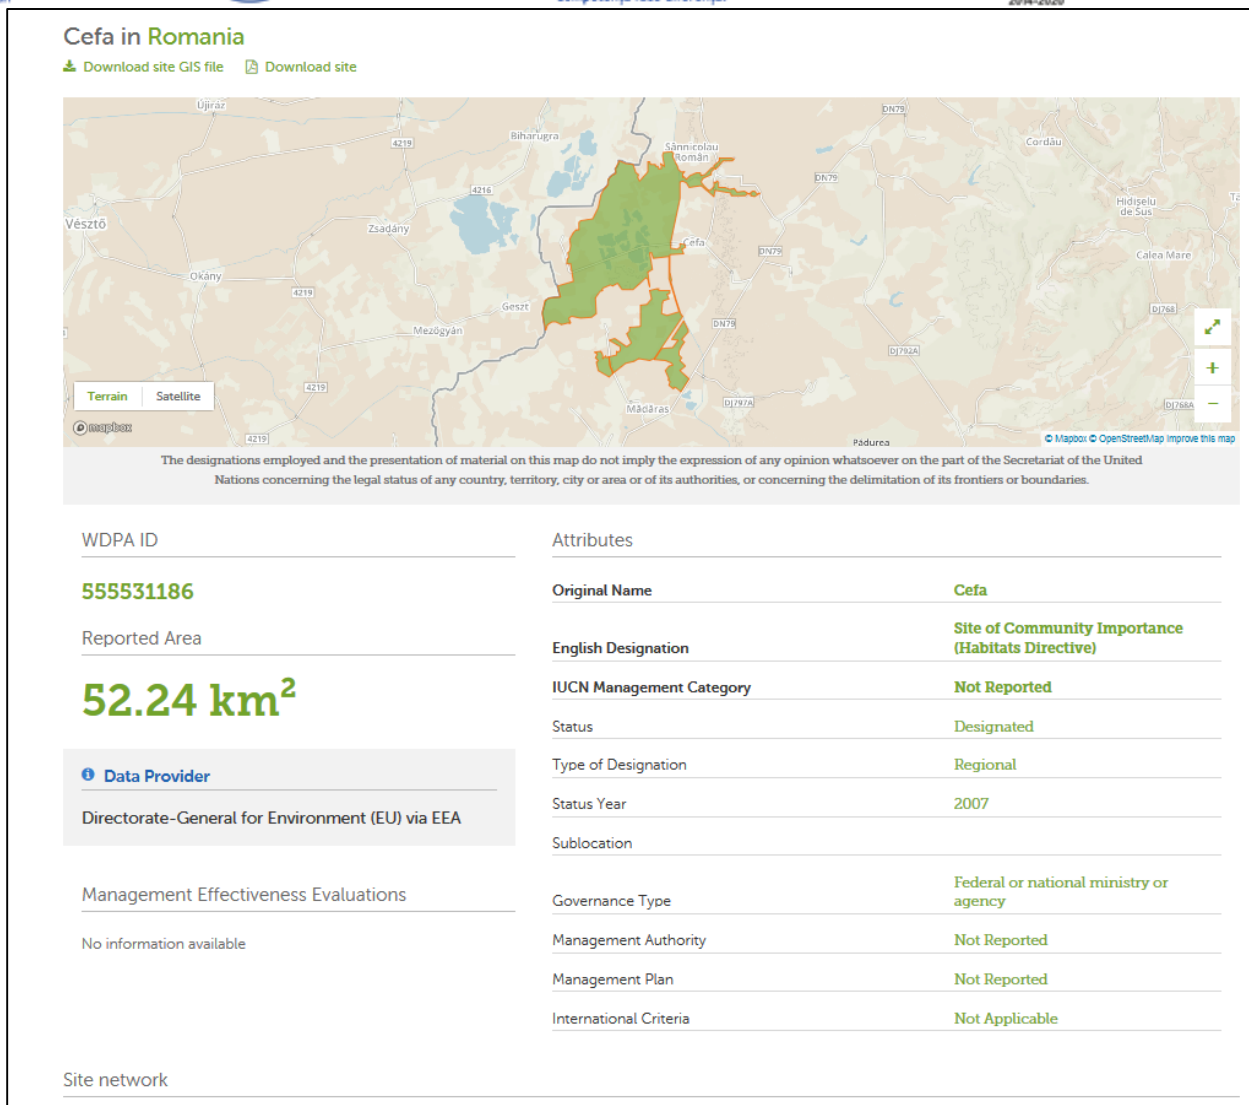 2014-2020
Cefa in Romania
Download site GIS file Download site
Újiráz
DN79
4219
Biharugra
Sânnicolau
Român
Cordău
DN79
4216
Hidișelu
de Sus
Vésztő
Zsadány
Cefa
DN79
Calea Mare
Okány
4219
Geszt
DJ768
Mezőgyán
DN79
DJ792A
4219
Terrain Satellite
Mădăras
DJ797A
DJ768A
mapbox
4219
Pădurea
© Mapbox © OpenStreetMap Improve this map
The designations employed and the presentation of material on this map do not imply the expression of any opinion whatsoever on the part of the Secretariat of the United
Nations concerning the legal status of any country, territory, city or area or of its authorities, or concerning the delimitation of its frontiers or boundaries.
WDPA ID
555531186
Reported Area
52.24 km²
Data Provider
Directorate-General for Environment (EU) via EEA
Management Effectiveness Evaluations
No information available
Attributes
Original Name Cefa
English Designation Site of Community Importance
(Habitats Directive)
IUCN Management Category Not Reported
Status Designated
Type of Designation Regional
Status Year 2007
Sublocation
Governance Type Federal or national ministry or
agency
Management Authority Not Reported
Management Plan Not Reported
International Criteria Not Applicable
Site network